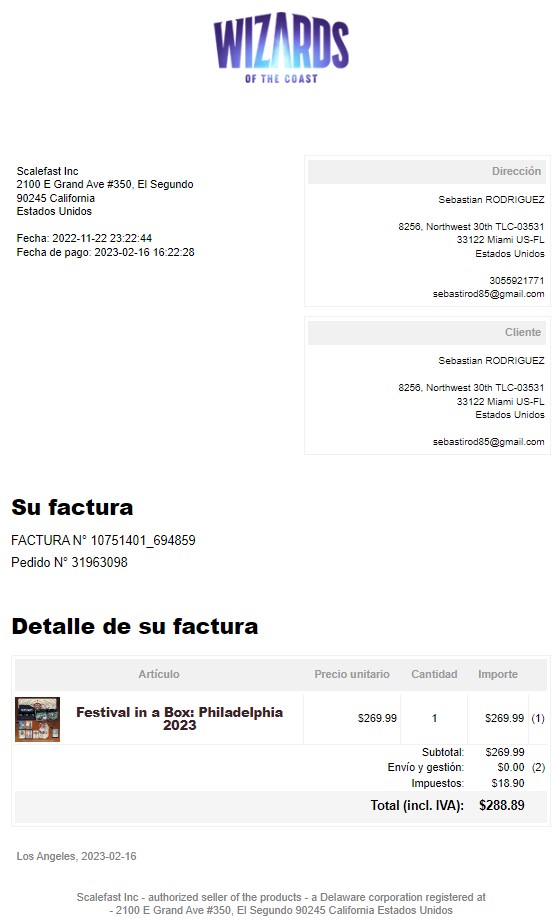 WIZARDS
OF THE COAST
Scalefast Inc
2100 E Grand Ave #350, El Segundo
90245 California
Estados Unidos
Fecha: 2022-11-22 23:22:44
Fecha de pago: 2023-02-16 16:22:28
Dirección
Sebastian RODRIGUEZ
8256, Northwest 30th TLC-03531
33122 Miami US-FL
Estados Unidos
3055921771
sebastirod85@gmail.com
Cliente
Sebastian RODRIGUEZ
8256, Northwest 30th TLC-03531
33122 Miami US-FL
Estados Unidos
sebastirod85@gmail.com
Su factura
FACTURA N° 10751401_694859
Pedido N° 31963098
Detalle de su factura
Artículo Precio unitario Cantidad Importe
Festival in a Box: Philadelphia
2023
$269.99 1 $269.99 (1)
Subtotal: $269.99
Envío y gestión: $0.00 (2)
Impuestos: $18.90
Total (incl. IVA): $288.89
Los Angeles, 2023-02-16
Scalefast Inc - authorized seller of the products - a Delaware corporation registered at
- 2100 E Grand Ave #350, El Segundo 90245 California Estados Unidos